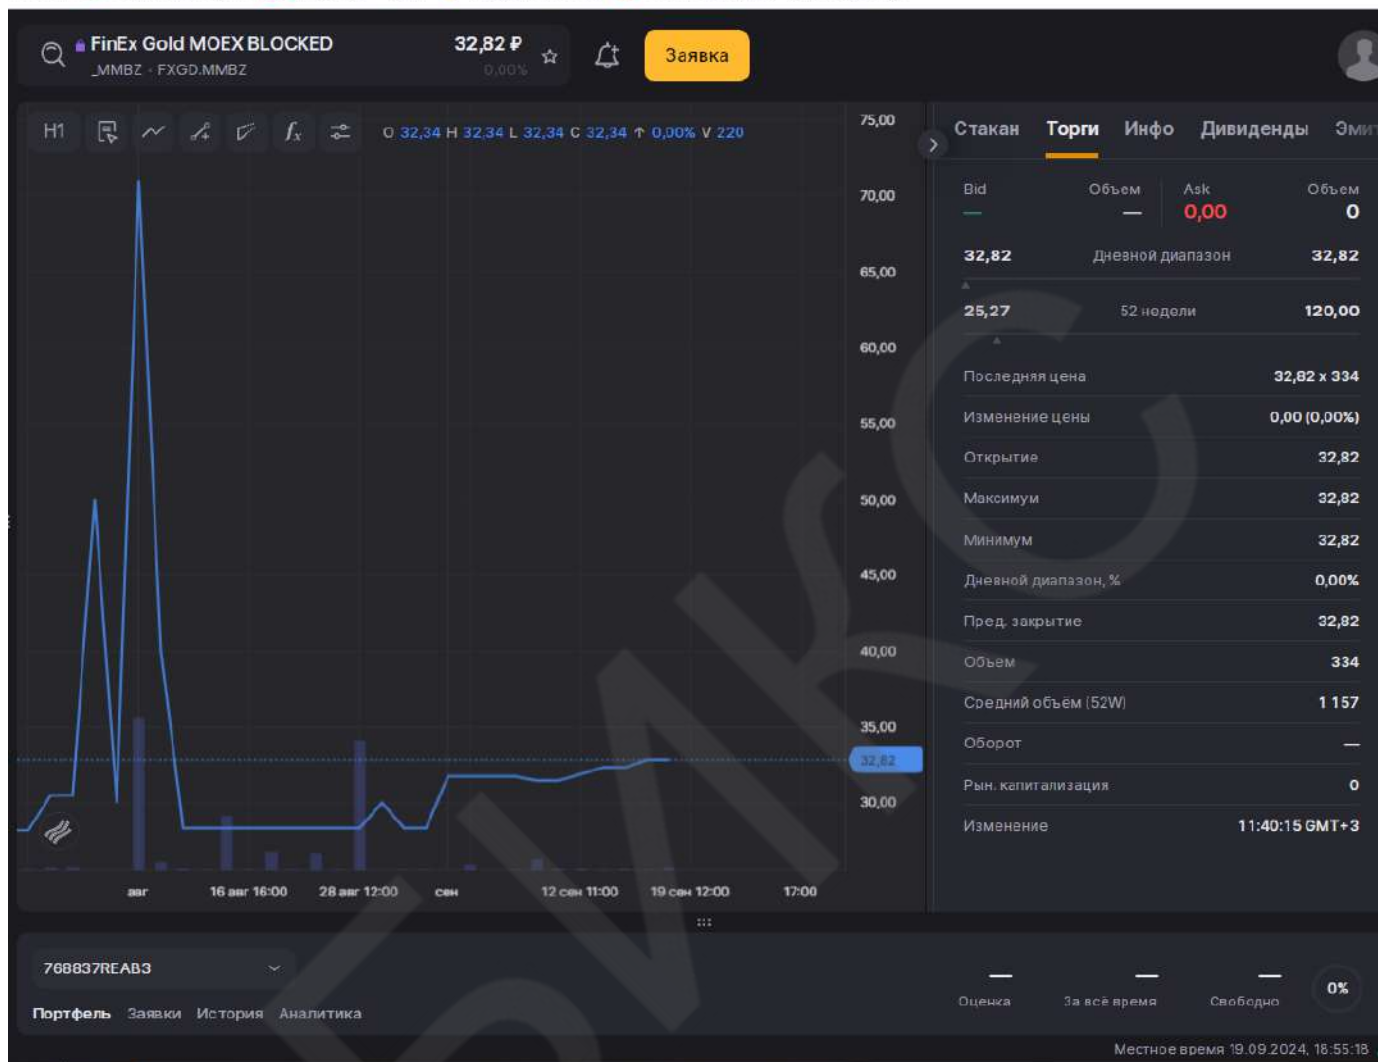 FinEx Gold MOEX BLOCKED
_MMBZ · FXGD.MMBZ
32,82 ₽
0,00%
Заявка
H1
fx
O 32,34 H 32,34 L 32,34 C 32,34 ↑ 0,00% V 220
75,00
70,00
65,00
60,00
55,00
50,00
45,00
40,00
35,00
32,82
30,00
авг
16 авг 16:00
28 авг 12:00
сен
12 сен 11:00
19 сен 12:00
17:00
Стакан Торги Инфо Дивиденды Эмит
Bid Объем Ask Объем
— — 0,00 0
32,82 Дневной диапазон 32,82
25,27 52 недели 120,00
Последняя цена 32,82 x 334
Изменение цены 0,00 (0,00%)
Открытие 32,82
Максимум 32,82
Минимум 32,82
Дневной диапазон, % 0,00%
Пред. закрытие 32,82
Объем 334
Средний объём (52W) 1 157
Оборот —
Рын. капитализация 0
Изменение 11:40:15 GMT+3
768837REAB3
Портфель Заявки История Аналитика
— — —
Оценка За всё время Свободно
0%
Местное время 19.09.2024, 18:55:18
БИКС